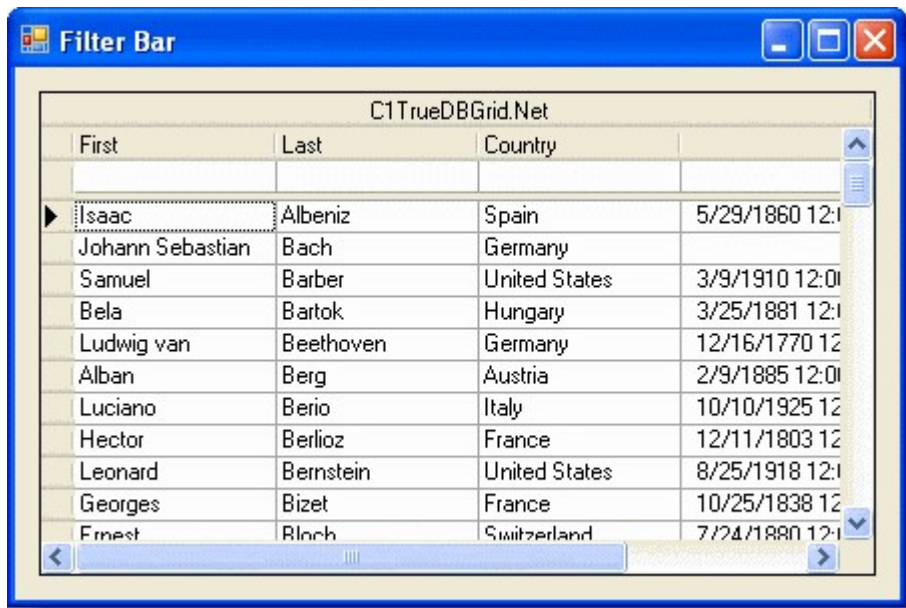 Filter Bar
C1TrueDBGrid.Net
First Last Country
Isaac Albeniz Spain 5/29/1860 12:
Johann Sebastian Bach Germany
Samuel Barber United States 3/9/1910 12:0
Bela Bartok Hungary 3/25/1881 12:
Ludwig van Beethoven Germany 12/16/1770 12
Alban Berg Austria 2/9/1885 12:0
Luciano Berio Italy 10/10/1925 12
Hector Berlioz France 12/11/1803 12
Leonard Bernstein United States 8/25/1918 12:
Georges Bizet France 10/25/1838 12
Ernest Bloch Switzerland 7/24/1880 12: